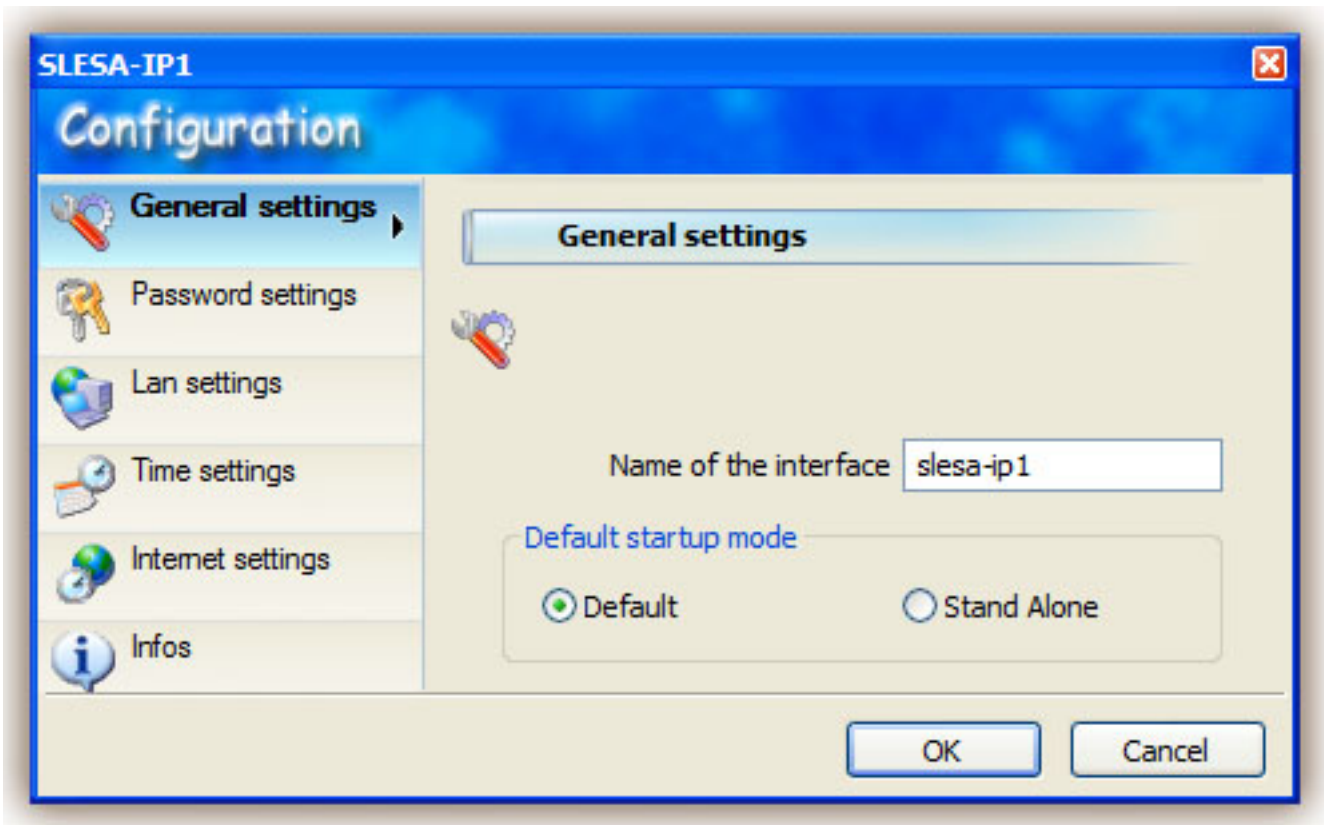 SLESA-IP1
Configuration
General settings
Password settings
Lan settings
Time settings
Internet settings
Infos
General settings
Name of the interface slesa-ip1
Default startup mode
Default Stand Alone
OK Cancel